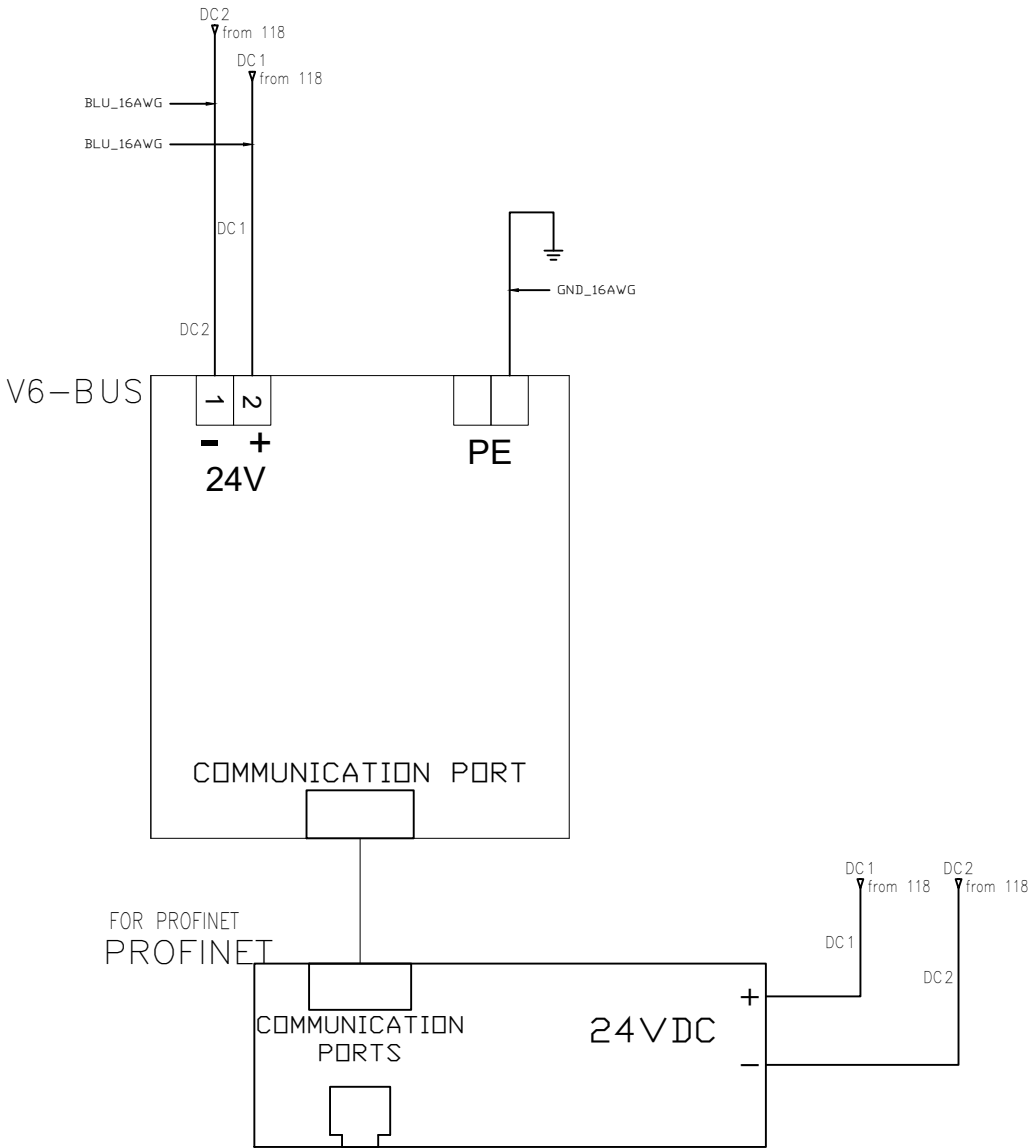 DC2
from 118
DC1
from 118
BLU_16AWG
BLU_16AWG
DC1
GND_16AWG
DC2
V6-BUS
1 2
- +
24V
PE
COMMUNICATION PORT
DC1
from 118
DC2
from 118
FOR PROFINET
PROFINET
DC1
DC2
+
24VDC
-
COMMUNICATION
PORTS